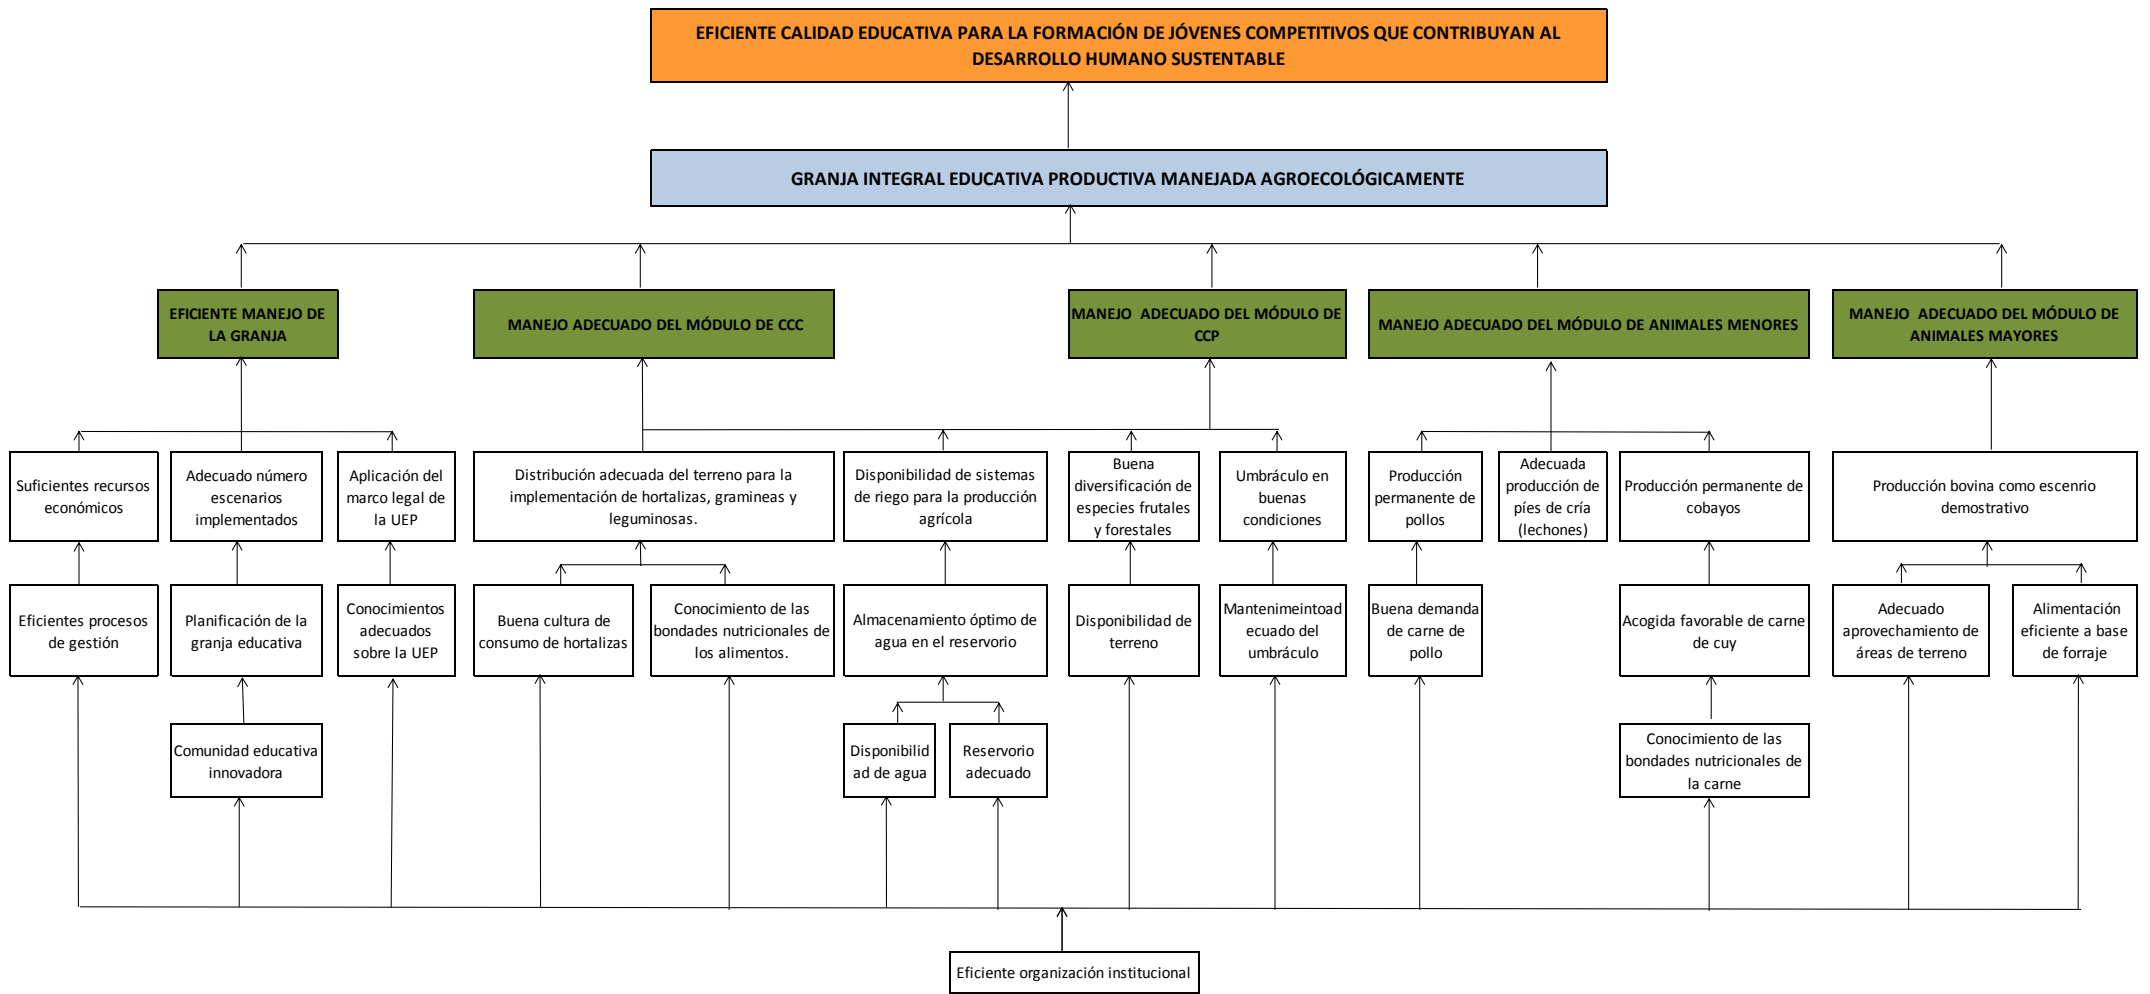 EFICIENTE CALIDAD EDUCATIVA PARA LA FORMACIÓN DE JÓVENES COMPETITIVOS QUE CONTRIBUYAN AL
DESARROLLO HUMANO SUSTENTABLE
GRANJA INTEGRAL EDUCATIVA PRODUCTIVA MANEJADA AGROECOLÓGICAMENTE
EFICIENTE MANEJO DE
LA GRANJA
MANEJO ADECUADO DEL MÓDULO DE CCC
MANEJO ADECUADO DEL MÓDULO DE
CCP
MANEJO ADECUADO DEL MÓDULO DE ANIMALES MENORES
MANEJO ADECUADO DEL MÓDULO DE
ANIMALES MAYORES
Suficientes recursos
económicos
Adecuado número
escenarios
implementados
Aplicación del
marco legal de
la UEP
Distribución adecuada del terreno para la
implementación de hortalizas, gramineas y
leguminosas.
Disponibilidad de sistemas
de riego para la producción
agrícola
Buena
diversificación de
especies frutales
y forestales
Umbráculo en
buenas
condiciones
Producción
permanente de
pollos
Adecuada
producción de
píes de cría
(lechones)
Producción permanente de
cobayos
Producción bovina como escenrio
demostrativo
Eficientes procesos
de gestión
Planificación de la
granja educativa
Conocimientos
adecuados
sobre la UEP
Buena cultura de
consumo de hortalizas
Conocimiento de las
bondades nutricionales de
los alimentos.
Almacenamiento óptimo de
agua en el reservorio
Disponibilidad de
terreno
Mantenimeintoad
ecuado del
umbráculo
Buena demanda
de carne de
pollo
Acogida favorable de carne
de cuy
Adecuado
aprovechamiento de
áreas de terreno
Alimentación
eficiente a base
de forraje
Comunidad educativa
innovadora
Disponibilid
ad de agua
Reservorio
adecuado
Conocimiento de las
bondades nutricionales de
la carne
Eficiente organización institucional